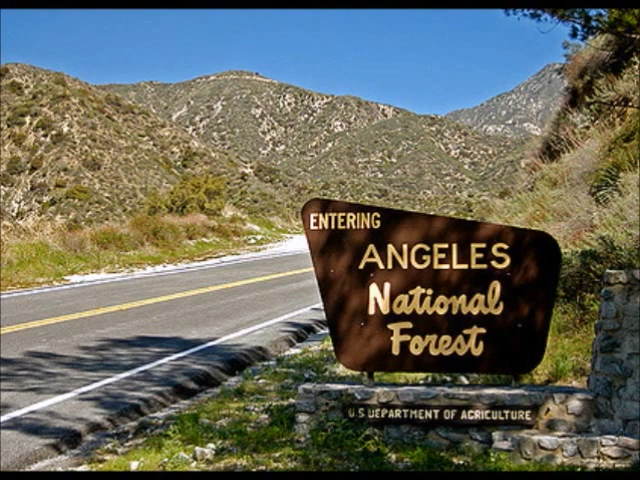 ENTERING
ANGELES
National
Forest
U.S. DEPARTMENT OF AGRICULTURE